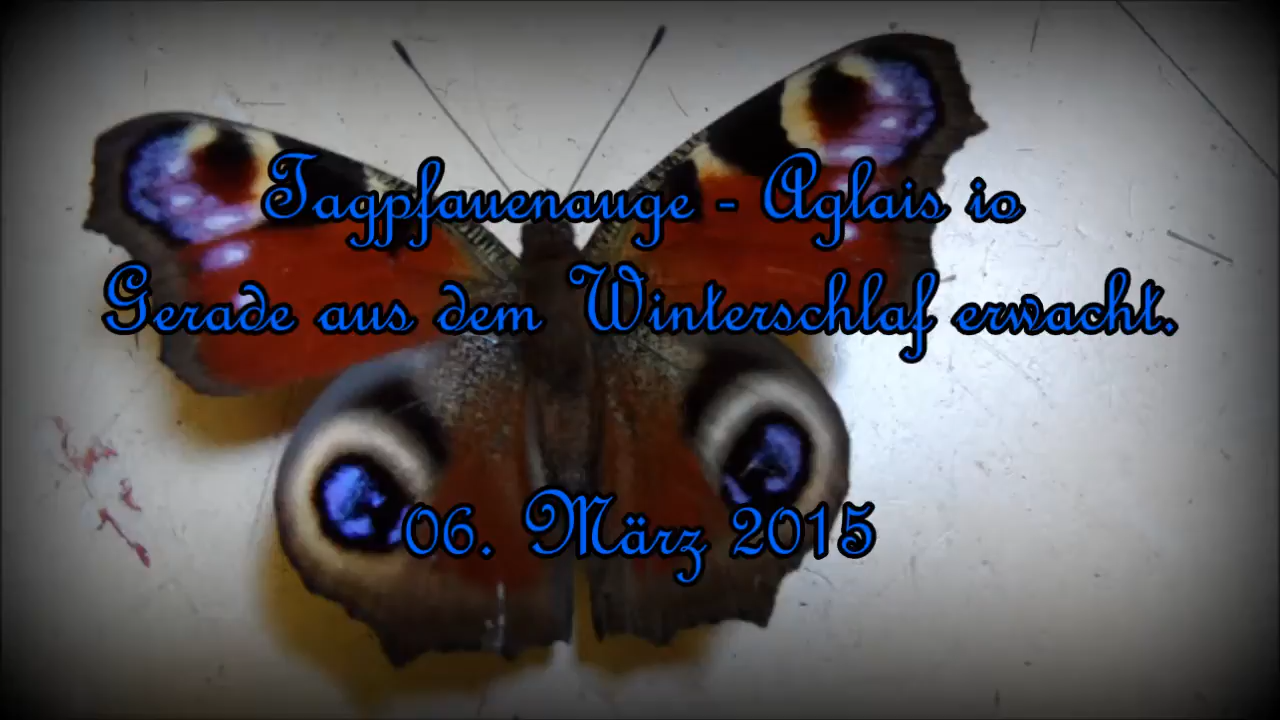 Tagpfauenauge - Aglais io
Gerade aus dem Winterschlaf erwacht.
06. März 2015